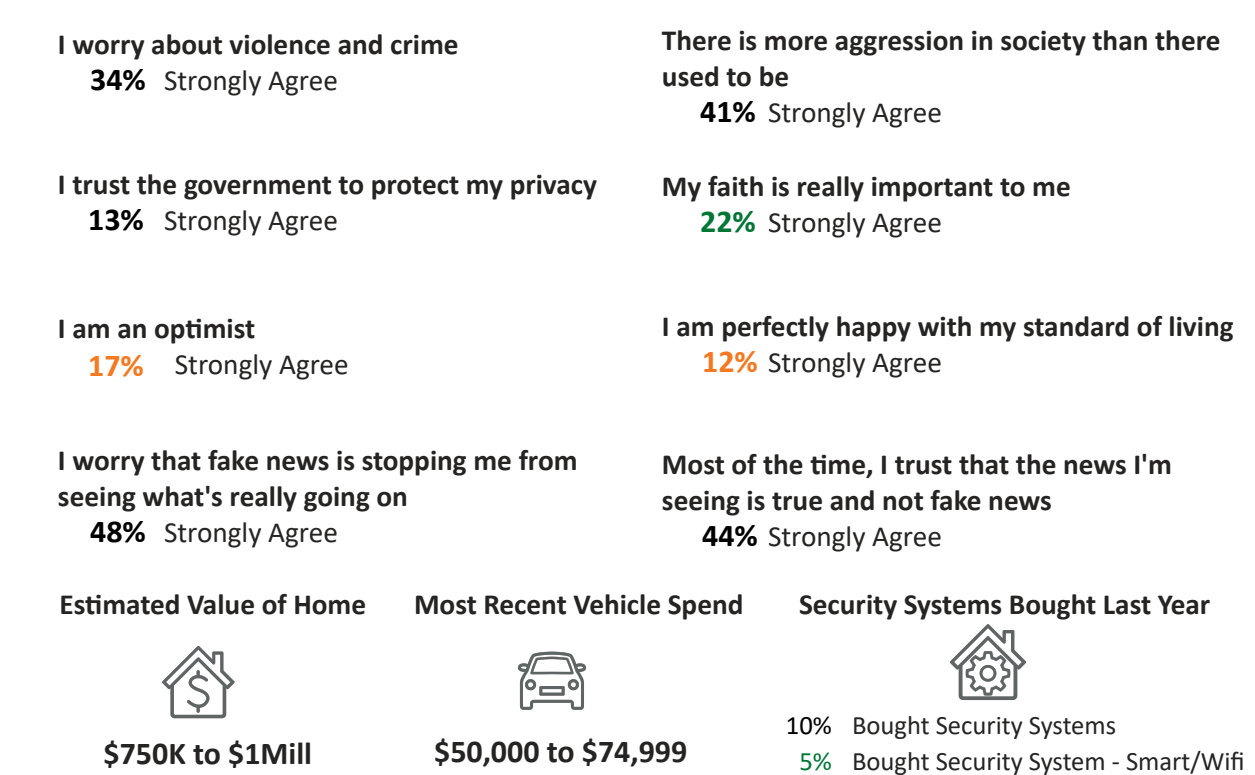 I worry about violence and crime
34% Strongly Agree
There is more aggression in society than there
used to be
41% Strongly Agree
I trust the government to protect my privacy
13% Strongly Agree
My faith is really important to me
22% Strongly Agree
I am an optimist
17% Strongly Agree
I am perfectly happy with my standard of living
12% Strongly Agree
I worry that fake news is stopping me from
seeing what's really going on
48% Strongly Agree
Most of the time, I trust that the news I'm
seeing is true and not fake news
44% Strongly Agree
Estimated Value of Home
$
$750K to $1Mill
Most Recent Vehicle Spend
$50,000 to $74,999
Security Systems Bought Last Year
10% Bought Security Systems
5% Bought Security System - Smart/Wifi